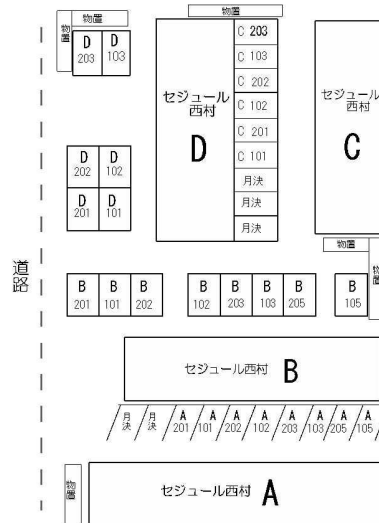 物置
物置
物置
D
203
D
103
C 203
C 103
C 202
C 102
C 201
C 101
月決
月決
月決
セジュール
西村
D
セジュール
西村
C
D
202
D
102
D
201
D
101
物置
物置
道路
B
201
B
101
B
202
B
102
B
203
B
103
B
205
B
105
セジュール西村 B
月決
月決
A
201
A
101
A
202
A
102
A
203
A
103
A
205
A
105
物置
セジュール西村 A